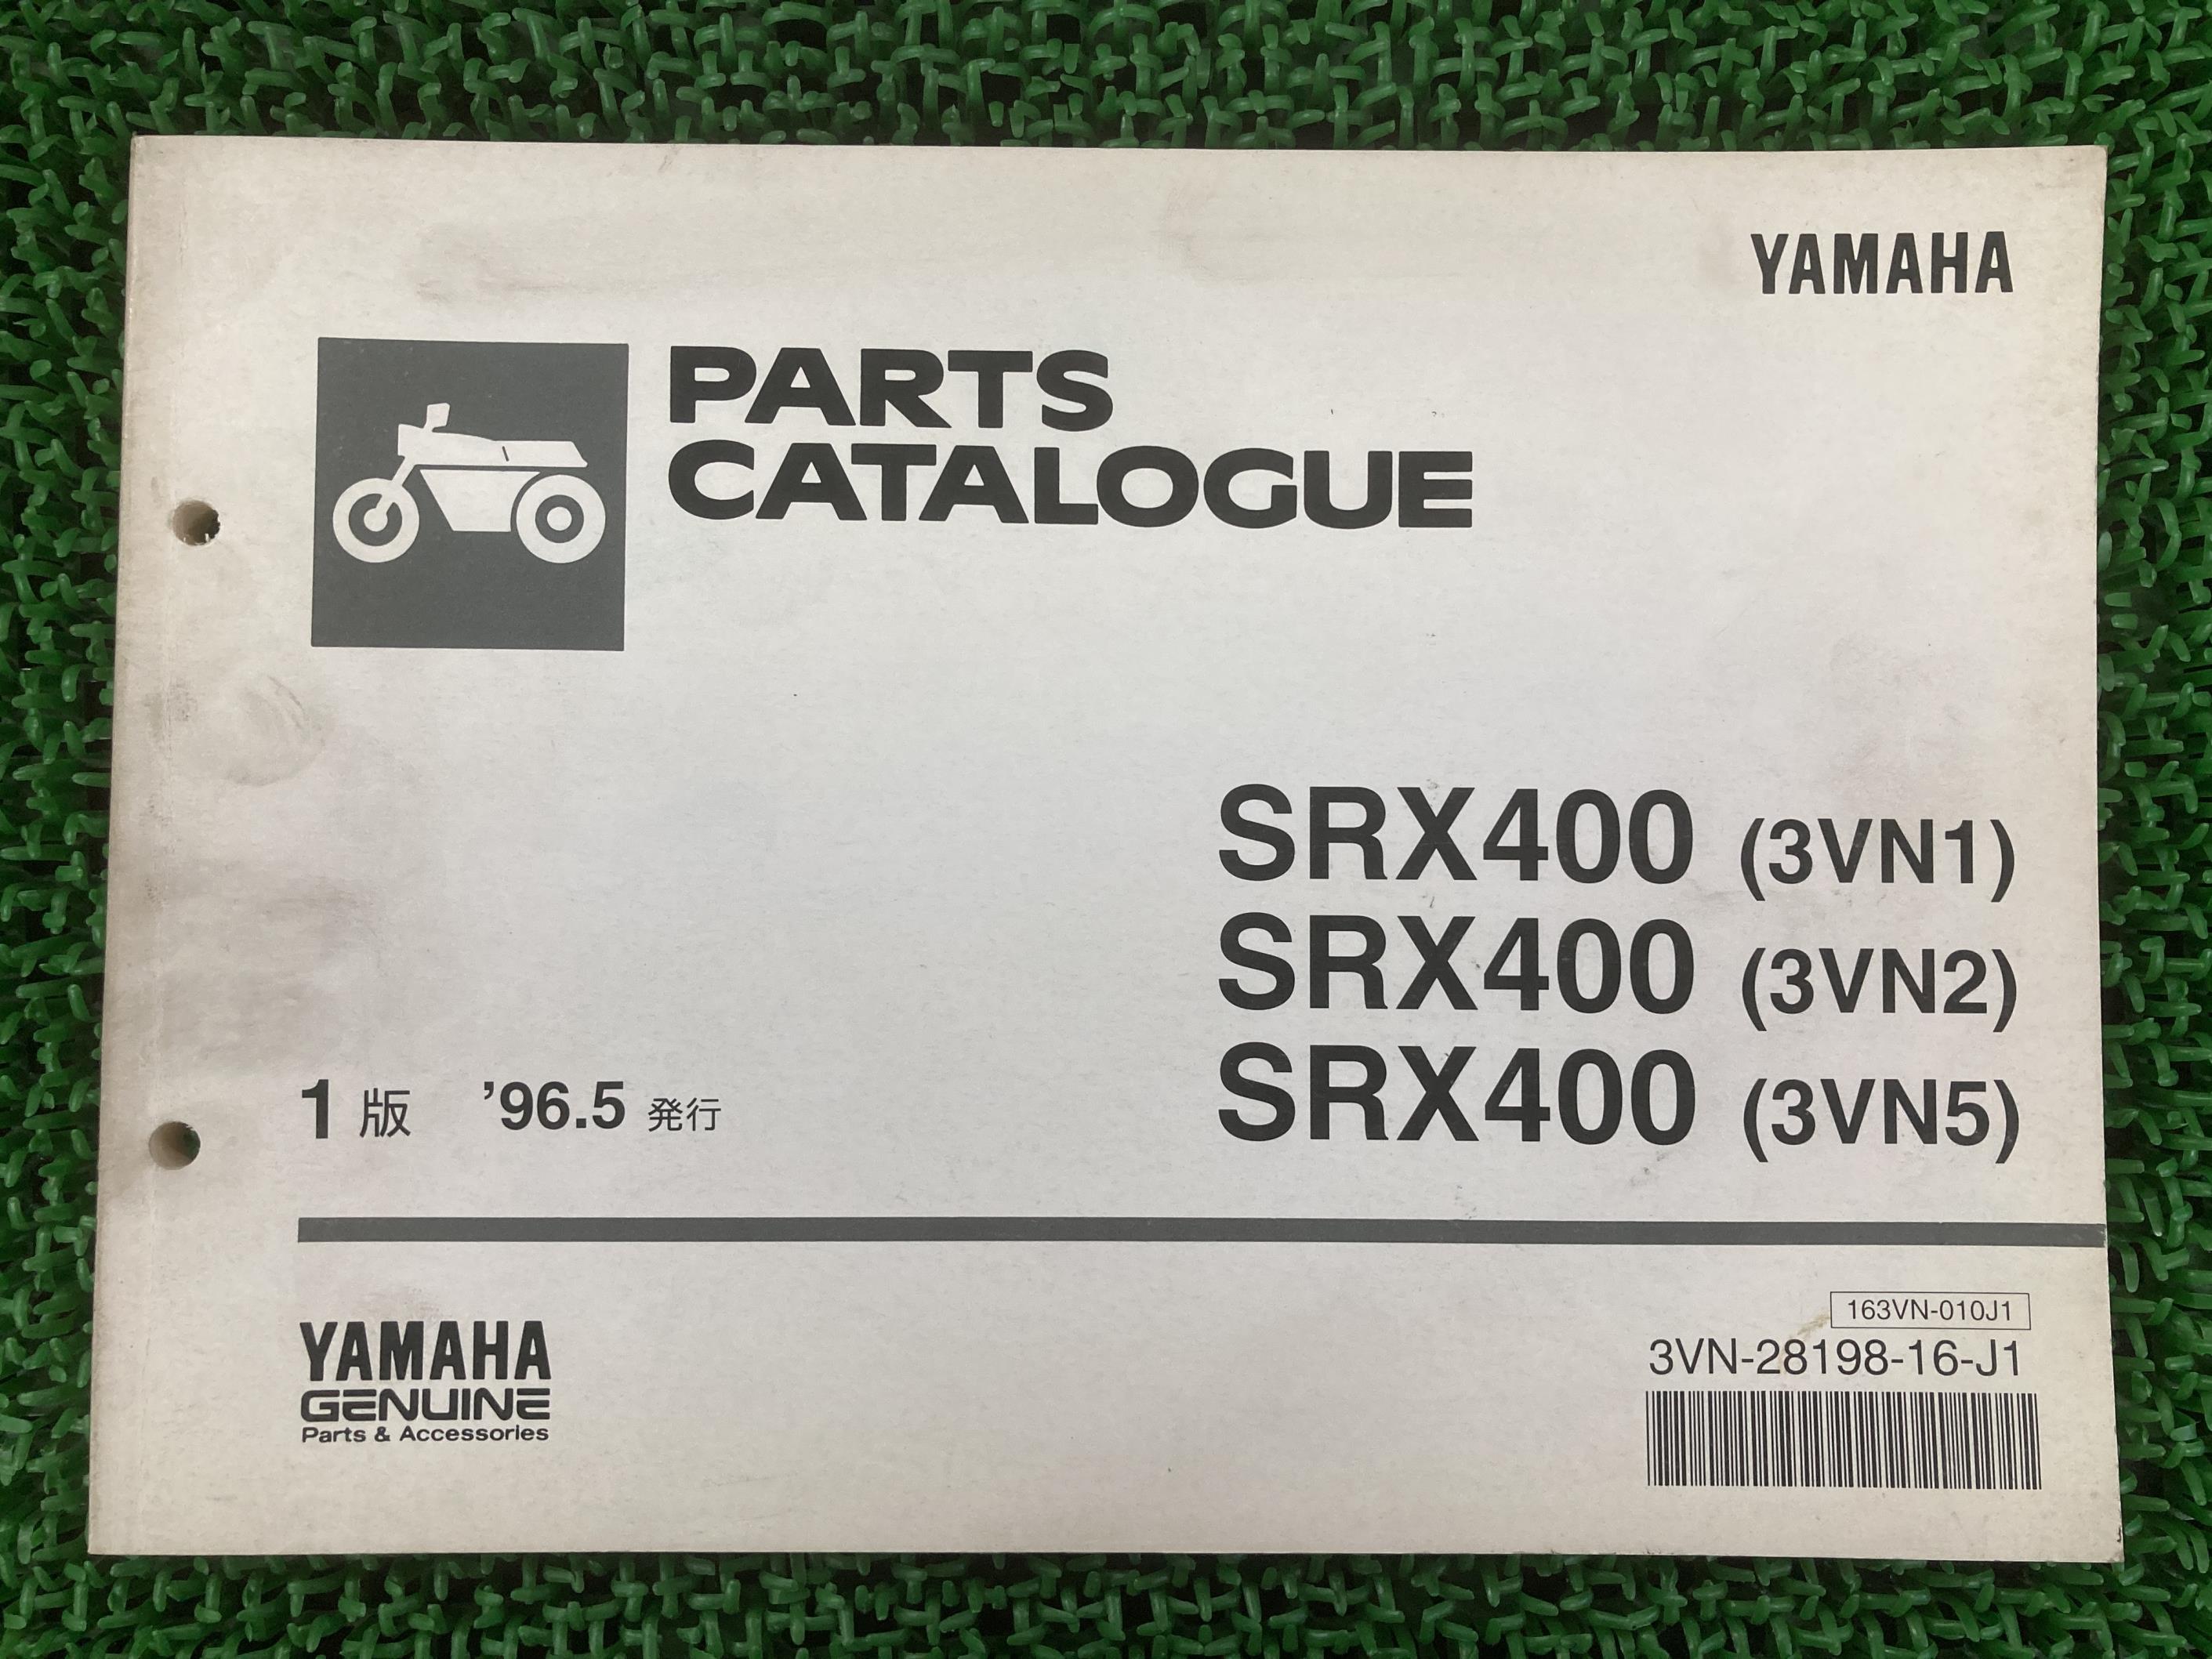 YAMAHA
PARTS
CATALOGUE
SRX400 (3VN1)
SRX400 (3VN2)
SRX400 (3VN5)
1版 ’96.5 発行
163VN-010J1
3VN-28198-16-J1
YAMAHA
GENUINE
Parts & Accessories